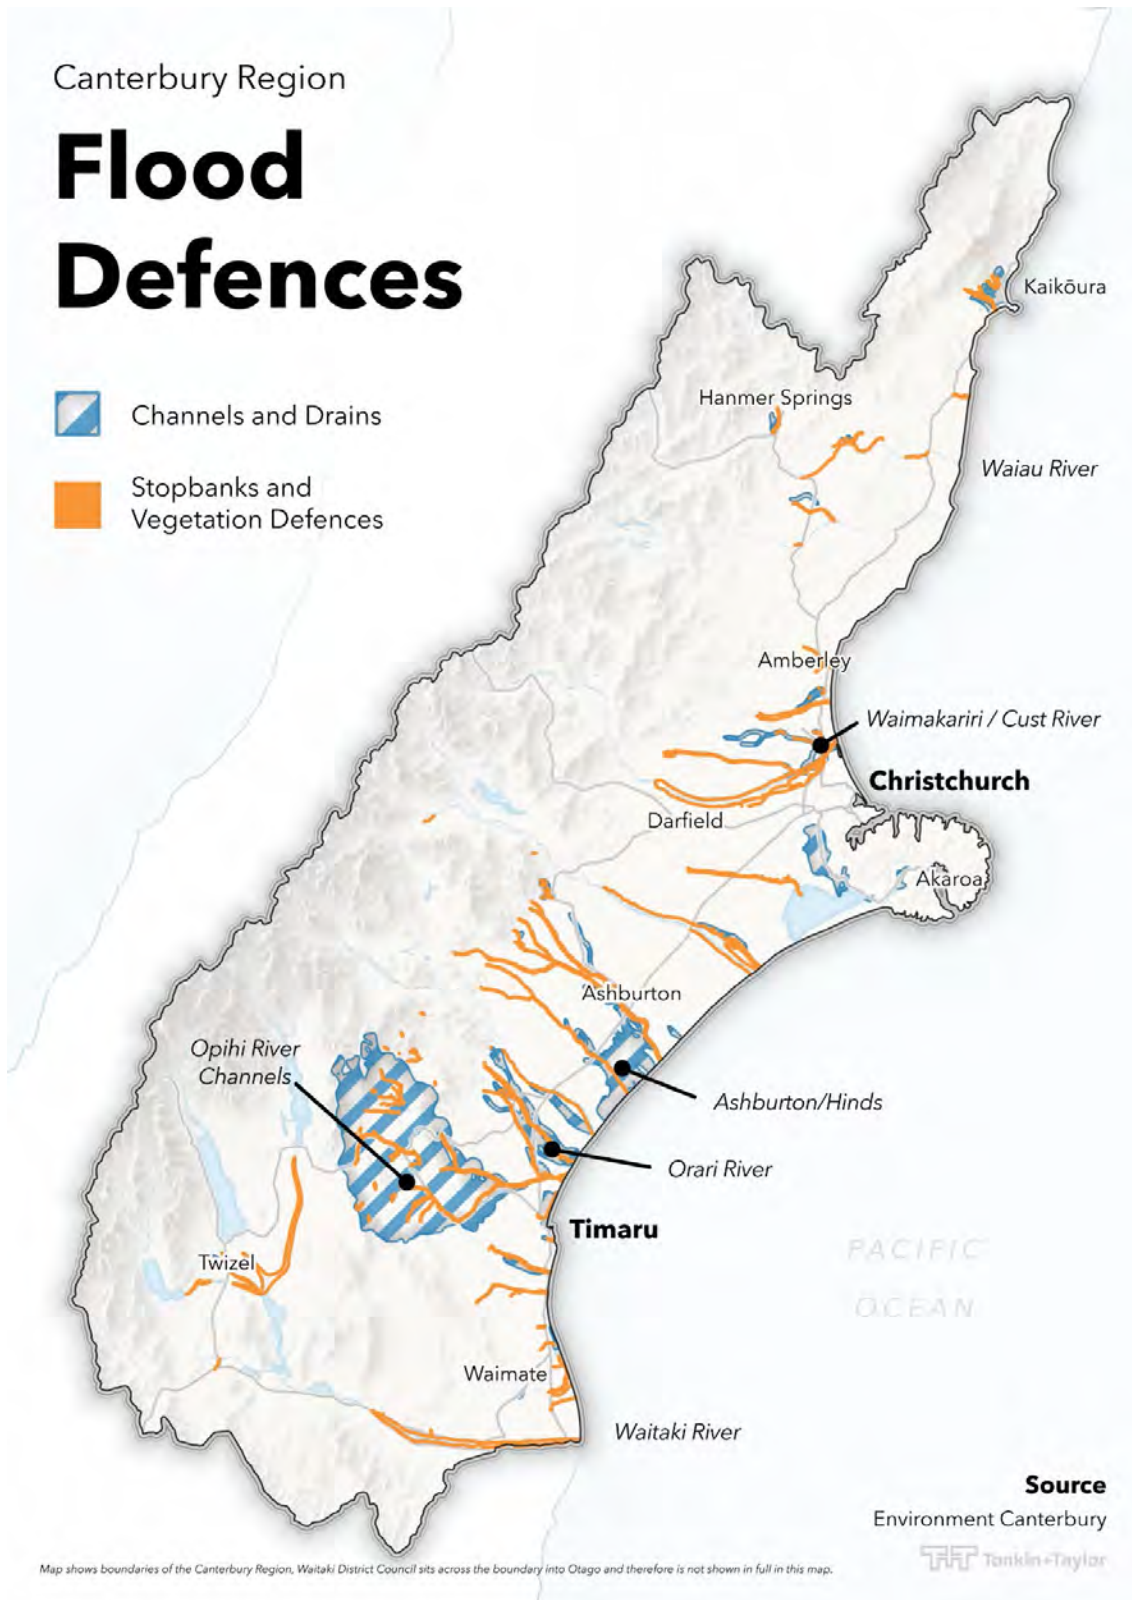 Canterbury Region
Flood
Defences
Channels and Drains
Stopbanks and
Vegetation Defences
Kaikōura
Hanmer Springs
Waiau River
Amberley
Waimakariri / Cust River
Christchurch
Darfield
Akaroa
Ashburton
Opihi River
Channels
Ashburton/Hinds
Orari River
Timaru
PACIFIC
OCEAN
Twizel
Waimate
Waitaki River
Source
Environment Canterbury
Tonkin+Taylor
Map shows boundaries of the Canterbury Region, Waitaki District Council sits across the boundary into Otago and therefore is not shown in full in this map.